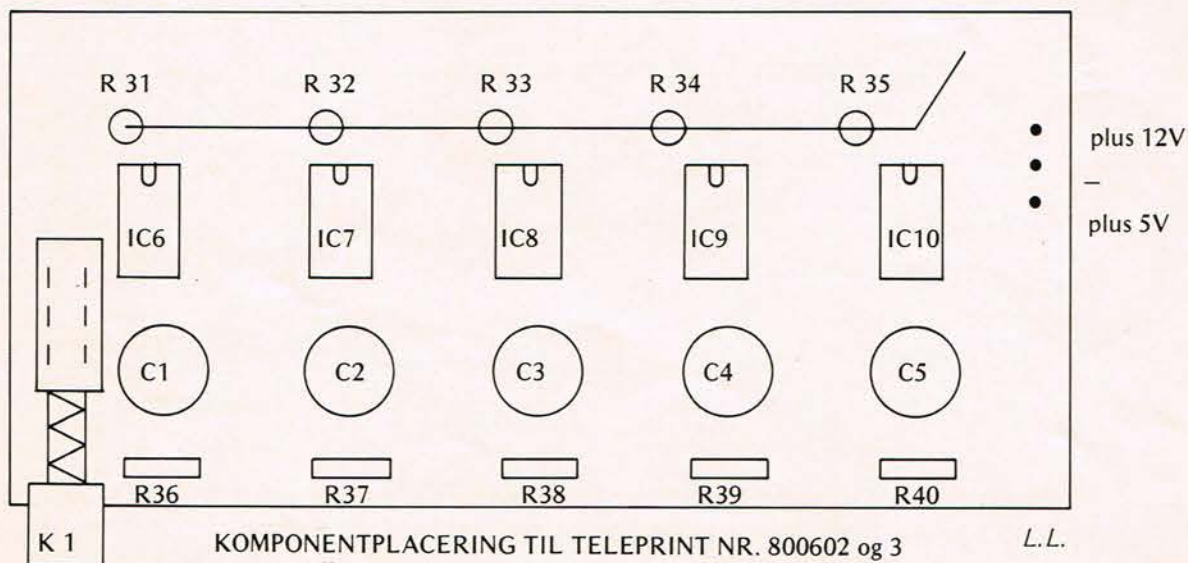 R 31 R 32 R 33 R 34 R 35
plus 12V
–
plus 5V
IC6 IC7 IC8 IC9 IC10
C1 C2 C3 C4 C5
R36 R37 R38 R39 R40
K 1
KOMPONENTPLACERING TIL TELEPRINT NR. 800602 og 3
L.L.